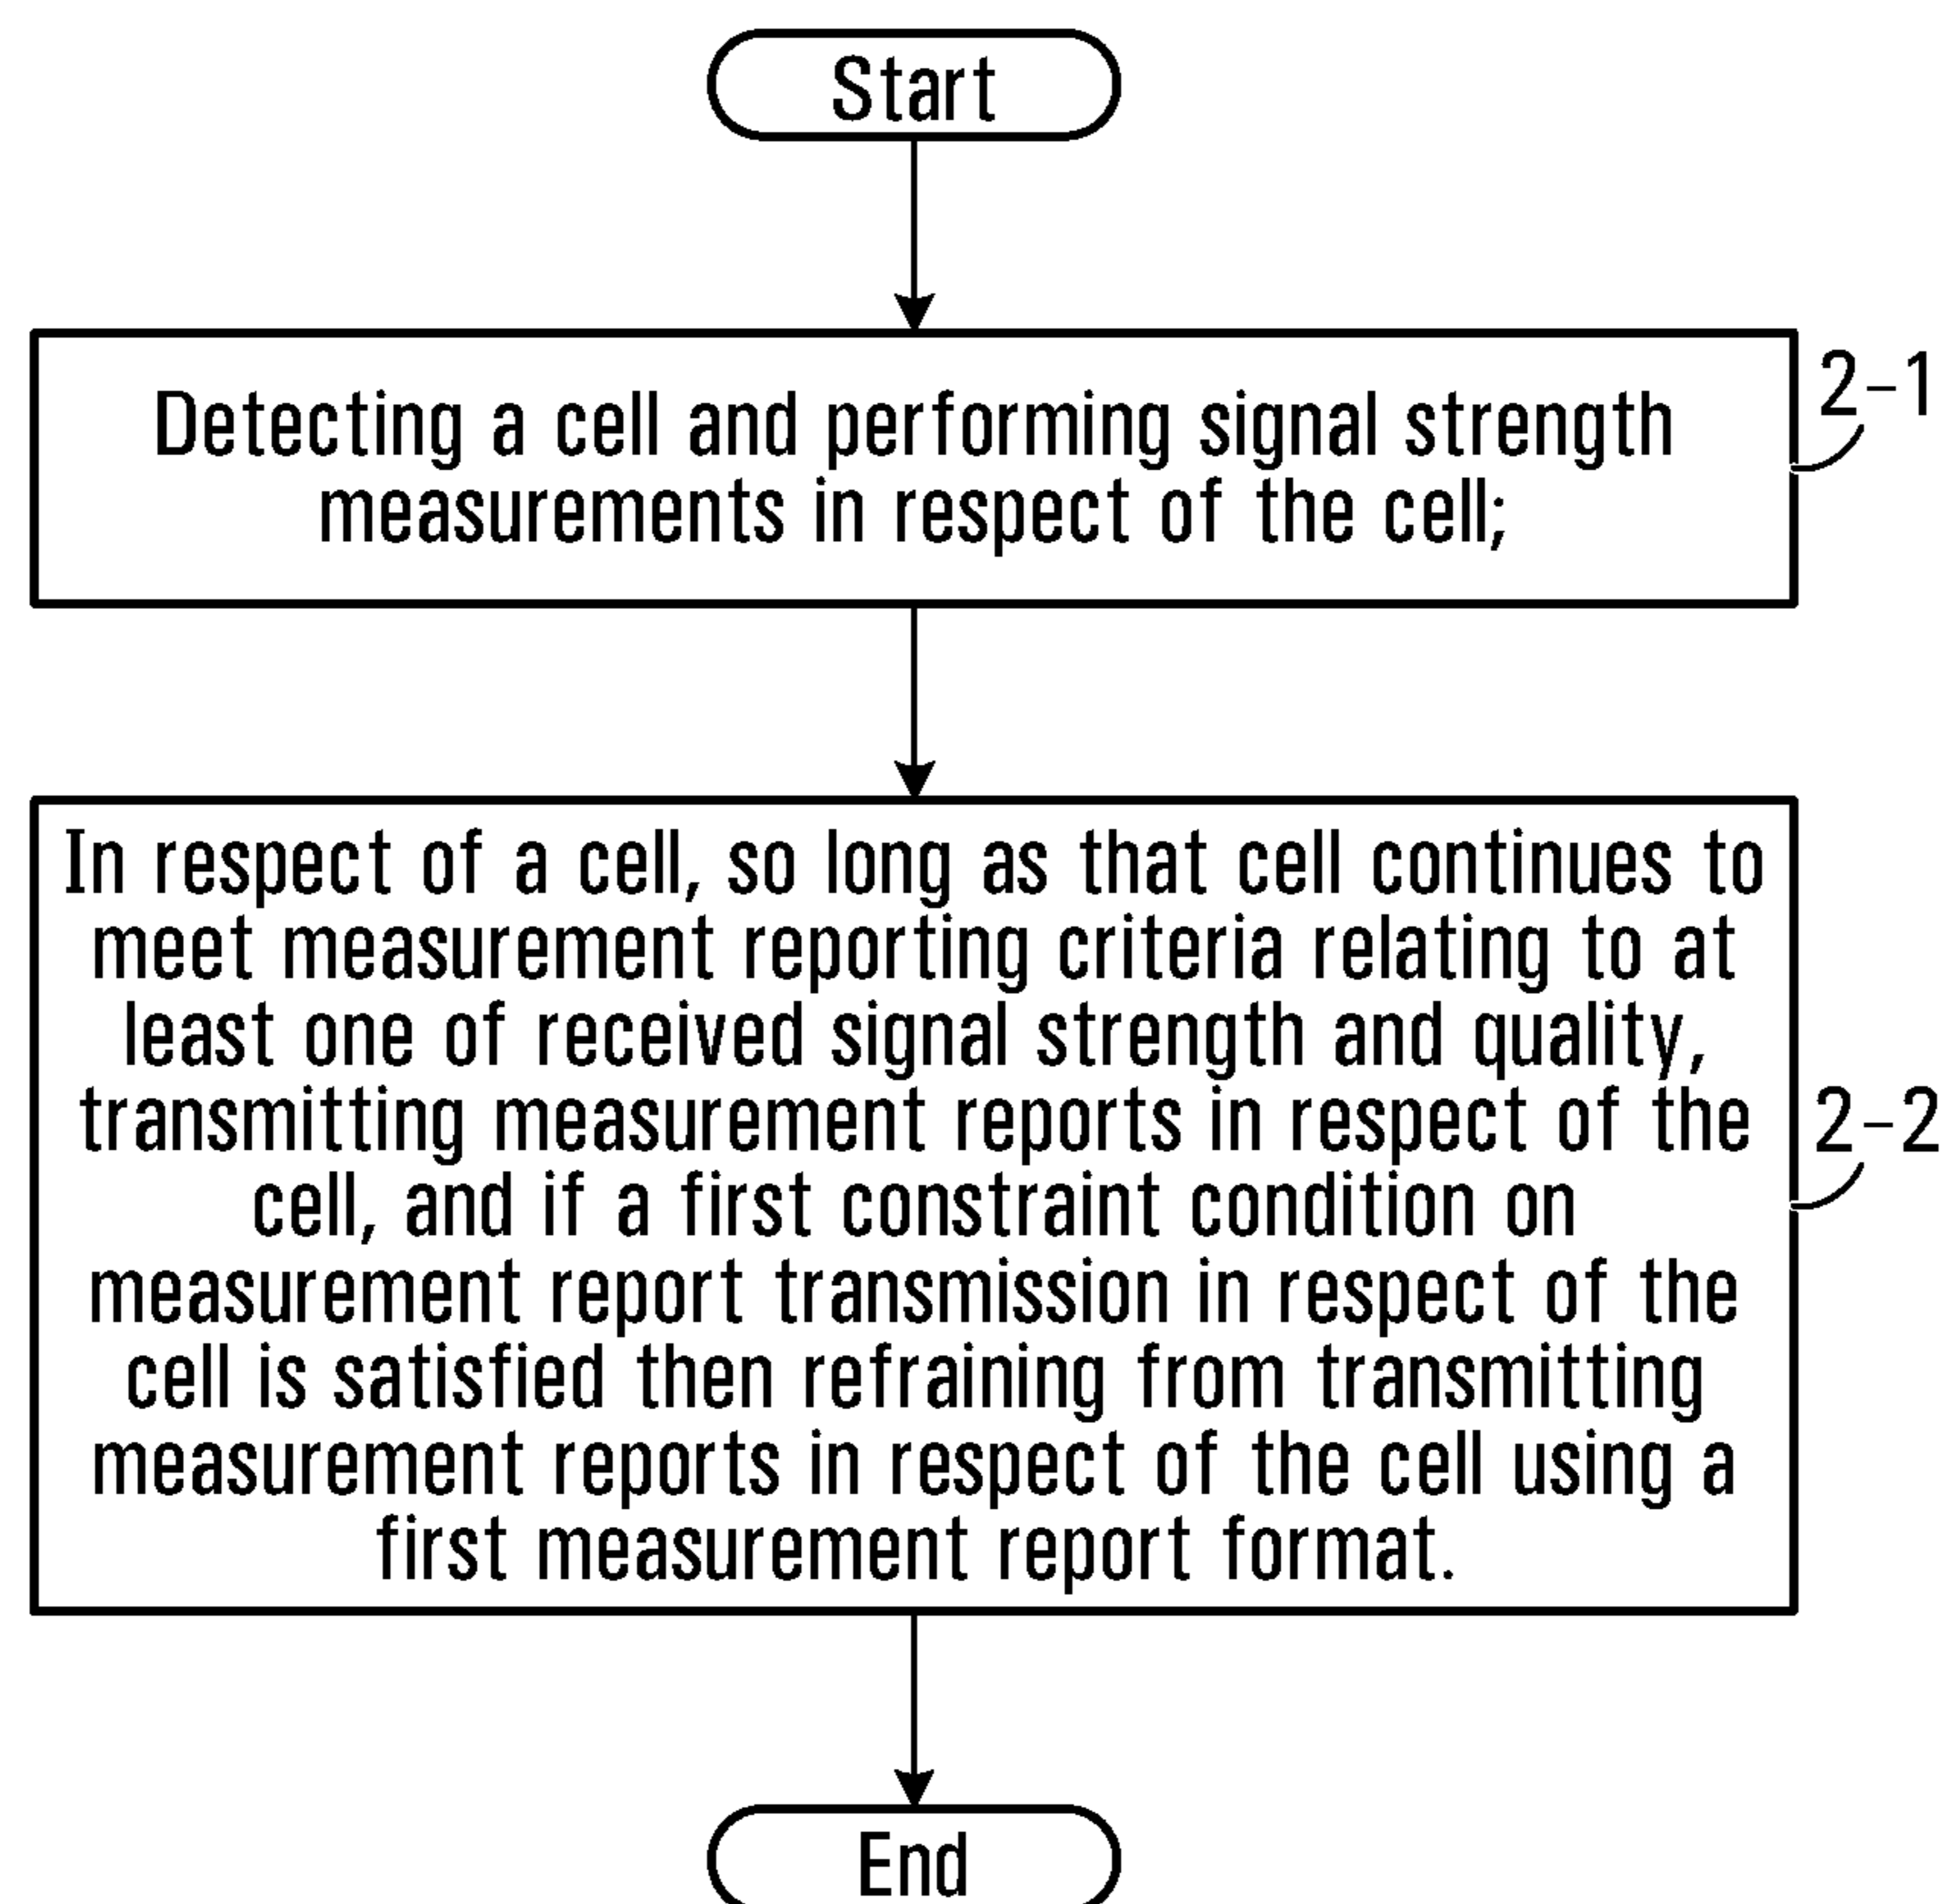 Start
Detecting a cell and performing signal strength
measurements in respect of the cell;
2-1
In respect of a cell, so long as that cell continues to
meet measurement reporting criteria relating to at
least one of received signal strength and quality,
transmitting measurement reports in respect of the
cell, and if a first constraint condition on
measurement report transmission in respect of the
cell is satisfied then refraining from transmitting
measurement reports in respect of the cell using a
first measurement report format.
2-2
End